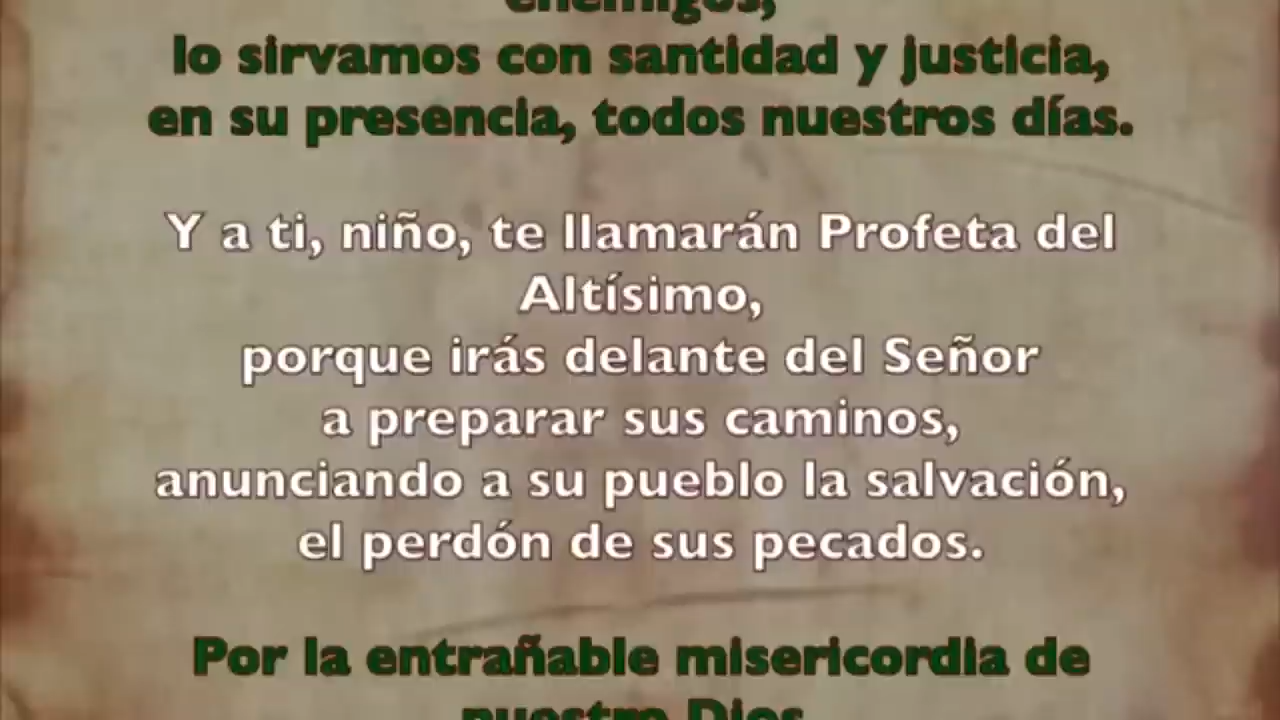 enemigos,
lo sirvamos con santidad y justicia,
en su presencia, todos nuestros días.
Y a ti, niño, te llamarán Profeta del
Altísimo,
porque irás delante del Señor
a preparar sus caminos,
anunciando a su pueblo la salvación,
el perdón de sus pecados.
Por la entrañable misericordia de
nuestro Dios